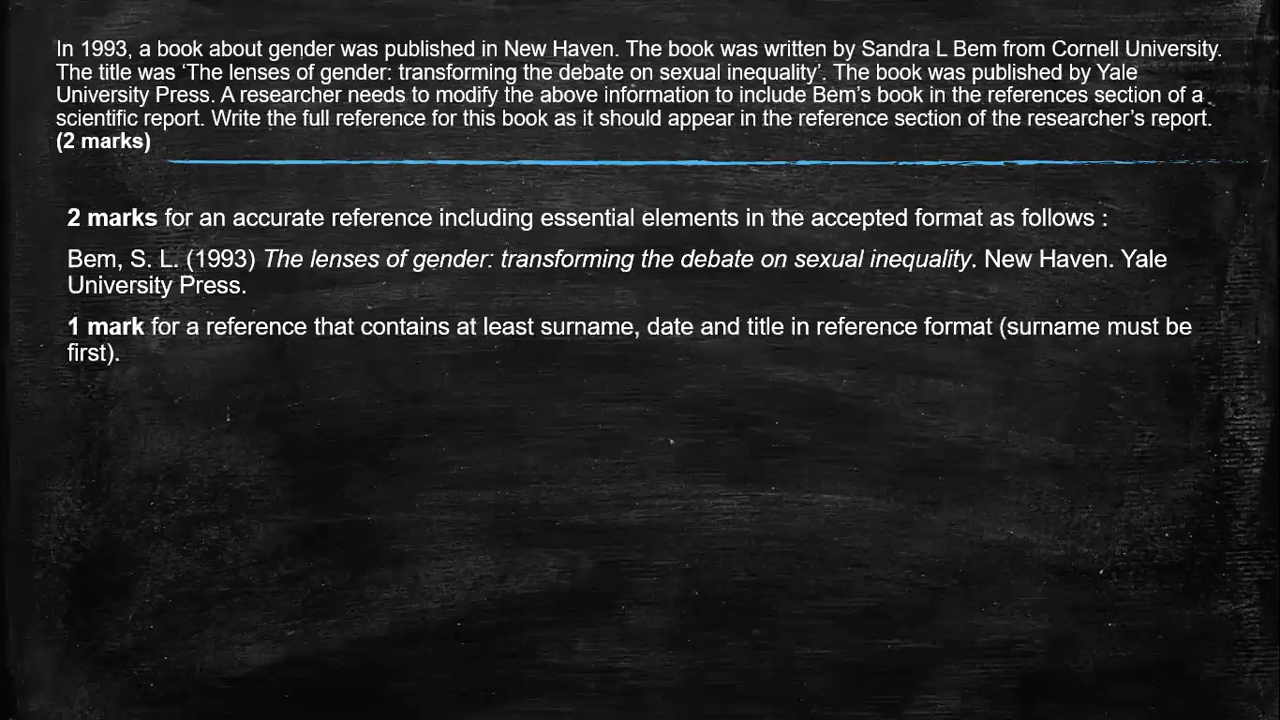 In 1993, a book about gender was published in New Haven. The book was written by Sandra L Bem from Cornell University.
The title was ‘The lenses of gender: transforming the debate on sexual inequality’. The book was published by Yale
University Press. A researcher needs to modify the above information to include Bem’s book in the references section of a
scientific report. Write the full reference for this book as it should appear in the reference section of the researcher’s report.
(2 marks)
2 marks for an accurate reference including essential elements in the accepted format as follows :
Bem, S. L. (1993) The lenses of gender: transforming the debate on sexual inequality. New Haven. Yale
University Press.
1 mark for a reference that contains at least surname, date and title in reference format (surname must be
first).